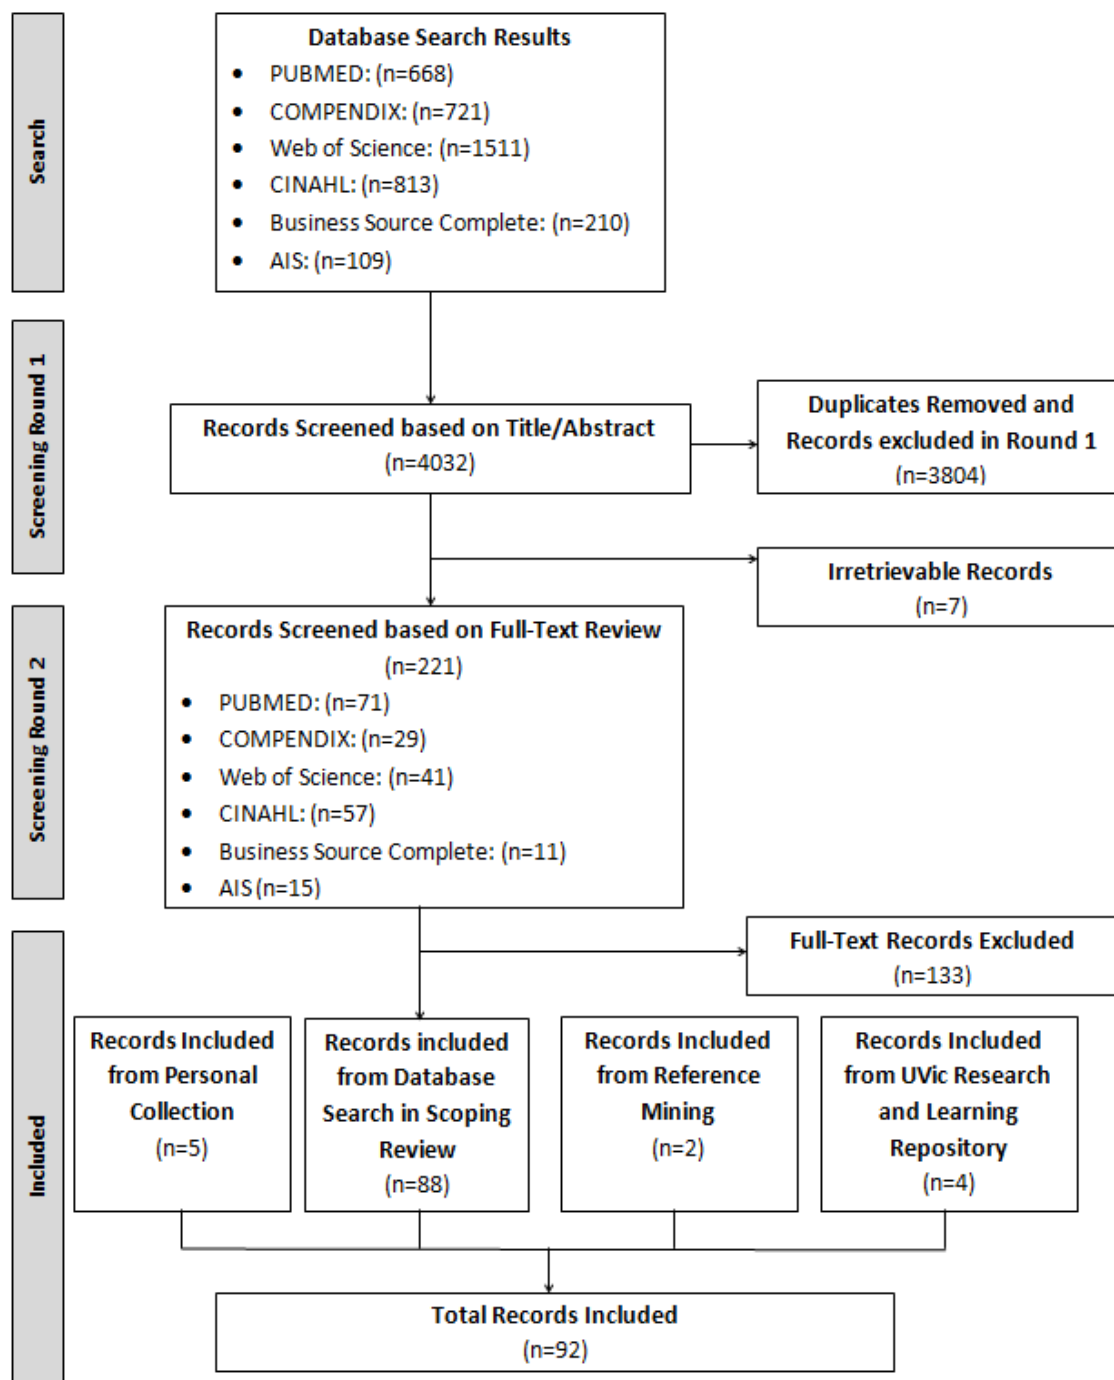 Search
Database Search Results
• PUBMED: (n=668)
• COMPENDIX: (n=721)
• Web of Science: (n=1511)
• CINAHL: (n=813)
• Business Source Complete: (n=210)
• AIS: (n=109)
Screening Round 1
Records Screened based on Title/Abstract
(n=4032)
Duplicates Removed and
Records excluded in Round 1
(n=3804)
Irretrievable Records
(n=7)
Screening Round 2
Records Screened based on Full-Text Review
(n=221)
• PUBMED: (n=71)
• COMPENDIX: (n=29)
• Web of Science: (n=41)
• CINAHL: (n=57)
• Business Source Complete: (n=11)
• AIS (n=15)
Full-Text Records Excluded
(n=133)
Included
Records Included
from Personal
Collection
(n=5)
Records included
from Database
Search in Scoping
Review
(n=88)
Records Included
from Reference
Mining
(n=2)
Records Included
from UVic Research
and Learning
Repository
(n=4)
Total Records Included
(n=92)